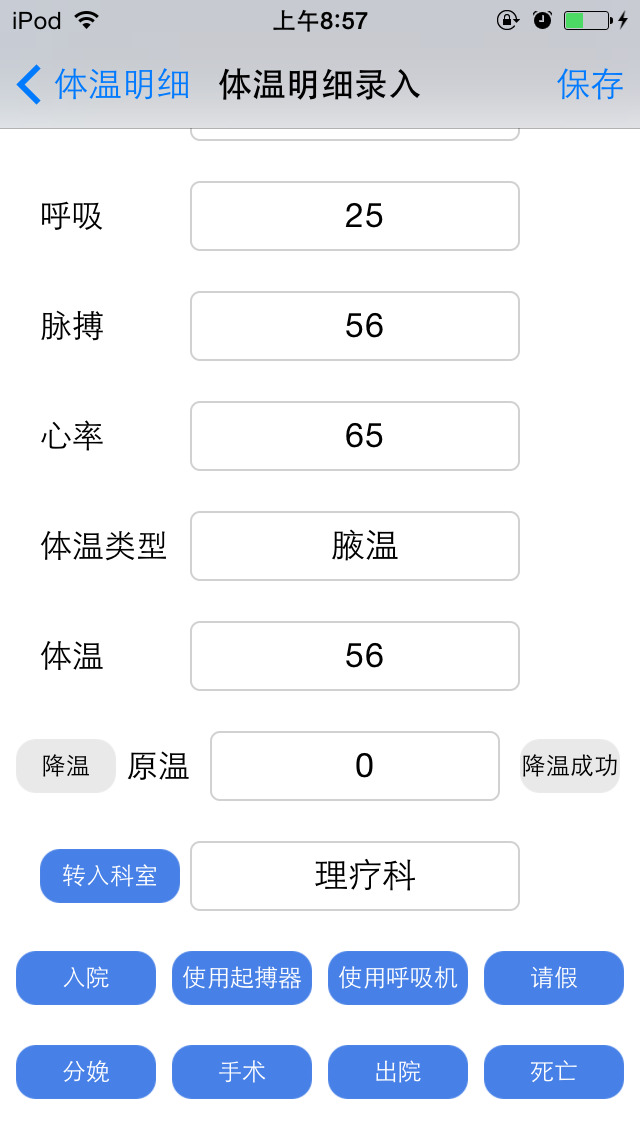 iPod 上午8:57
体温明细 体温明细录入 保存
呼吸 25
脉搏 56
心率 65
体温类型 腋温
体温 56
降温 原温 0 降温成功
转入科室 理疗科
入院 使用起搏器 使用呼吸机 请假
分娩 手术 出院 死亡